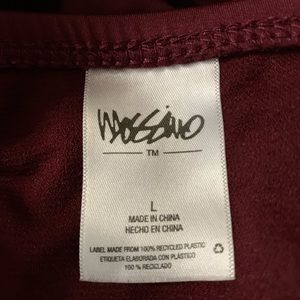 mossimo
TM
L
MADE IN CHINA
HECHO EN CHINA
LABEL MADE FROM 100% RECYCLED PLASTIC
ETIQUETA ELABORADA CON PLÁSTICO
100 % RECICLADO